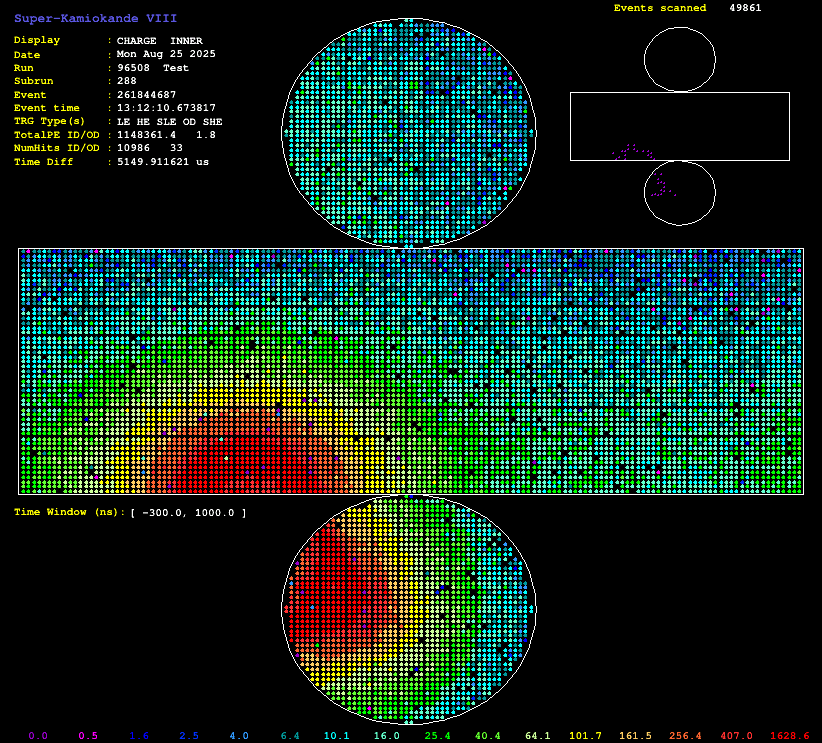 Super-Kamiokande VIII
Events scanned 49861
Display : CHARGE INNER
Date : Mon Aug 25 2025
Run : 96508 Test
Subrun : 288
Event : 261844687
Event time : 13:12:10.673817
TRG Type(s) : LE HE SLE OD SHE
TotalPE ID/OD : 1148361.4 1.8
NumHits ID/OD : 10986 33
Time Diff : 5149.911621 us
Time Window (ns): [ -300.0, 1000.0 ]
0.0 0.5 1.6 2.5 4.0 6.4 10.1 16.0 25.4 40.4 64.1 101.7 161.5 256.4 407.0 1628.6